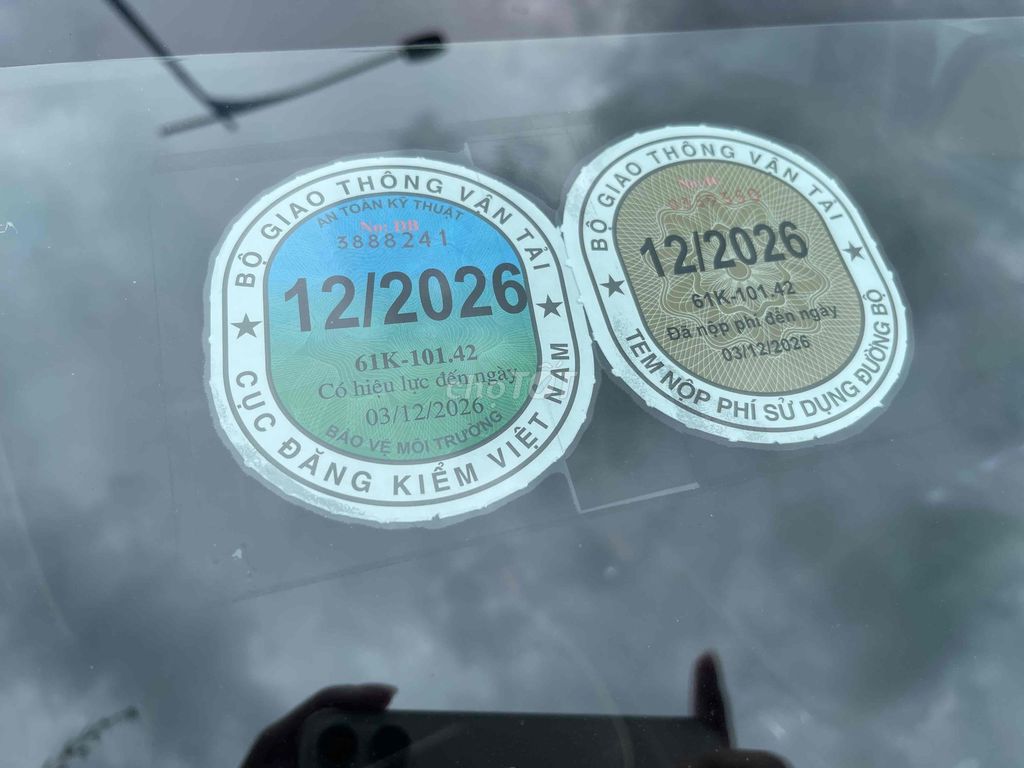 BỘ GIAO THÔNG VẬN TẢI
AN TOÀN KỸ THUẬT
No: DB
3888241
12/2026
61K-101.42
Có hiệu lực đến ngày
03/12/2026
BẢO VỆ MÔI TRƯỜNG
CỤC ĐĂNG KIỂM VIỆT NAM
BỘ GIAO THÔNG VẬN TẢI
12/2026
61K-101.42
Đã nộp phí đến ngày
03/12/2026
TEM NỘP PHÍ SỬ DỤNG ĐƯỜNG BỘ